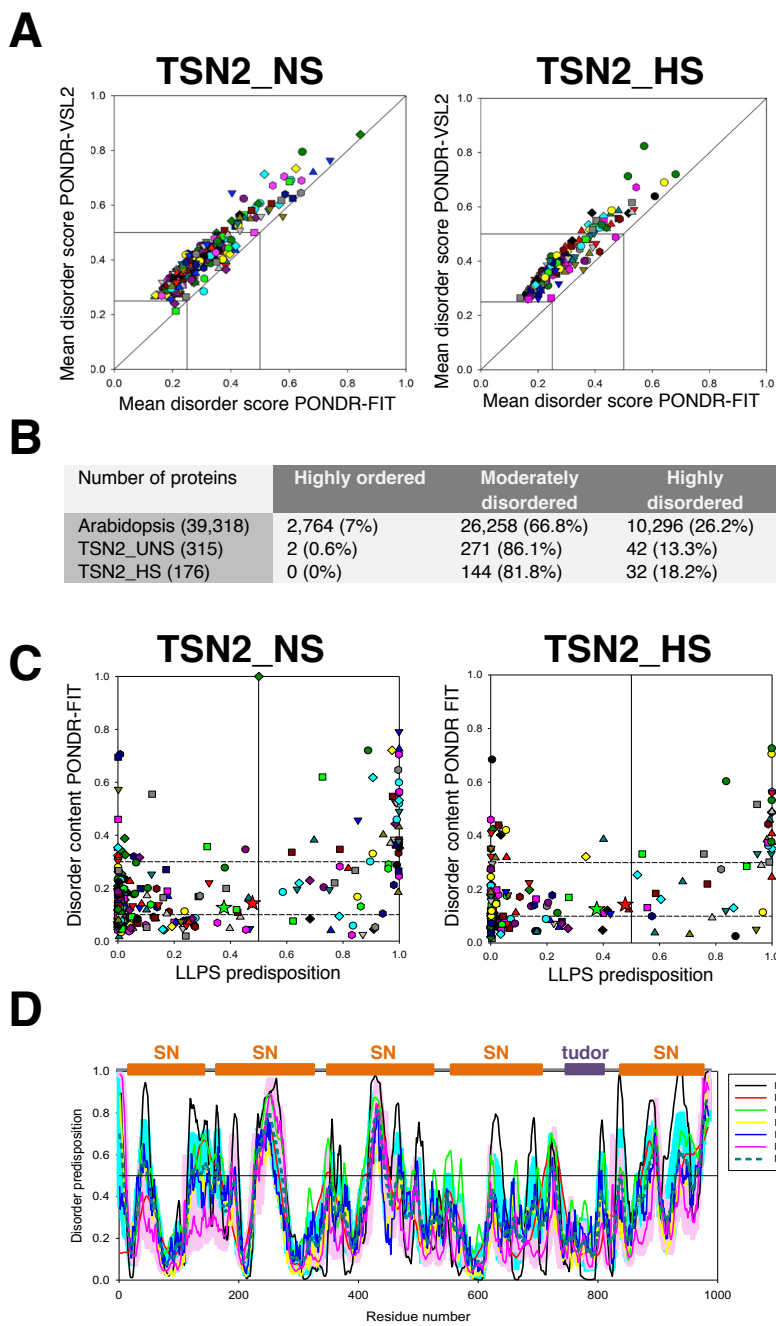 A
TSN2_NS
TSN2_HS
1.0
0.8
0.6
0.4
0.2
0.0
Mean disorder score PONDR-VSL2
0.0 0.2 0.4 0.6 0.8 1.0
Mean disorder score PONDR-FIT
1.0
0.8
0.6
0.4
0.2
0.0
Mean disorder score PONDR-VSL2
0.0 0.2 0.4 0.6 0.8 1.0
Mean disorder score PONDR-FIT
B
Number of proteins Highly ordered Moderately disordered Highly disordered
Arabidopsis (39,318) 2,764 (7%) 26,258 (66.8%) 10,296 (26.2%)
TSN2_UNS (315) 2 (0.6%) 271 (86.1%) 42 (13.3%)
TSN2_HS (176) 0 (0%) 144 (81.8%) 32 (18.2%)
C
TSN2_NS
TSN2_HS
1.0
0.8
0.6
0.4
0.2
0.0
Disorder content PONDR-FIT
0.0 0.2 0.4 0.6 0.8 1.0
LLPS predisposition
1.0
0.8
0.6
0.4
0.2
0.0
Disorder content PONDR FIT
0.0 0.2 0.4 0.6 0.8 1.0
LLPS predisposition
D
SN SN SN SN tudor SN
1.0
0.8
0.6
0.4
0.2
0.0
Disorder predisposition
0 200 400 600 800 1000
Residue number